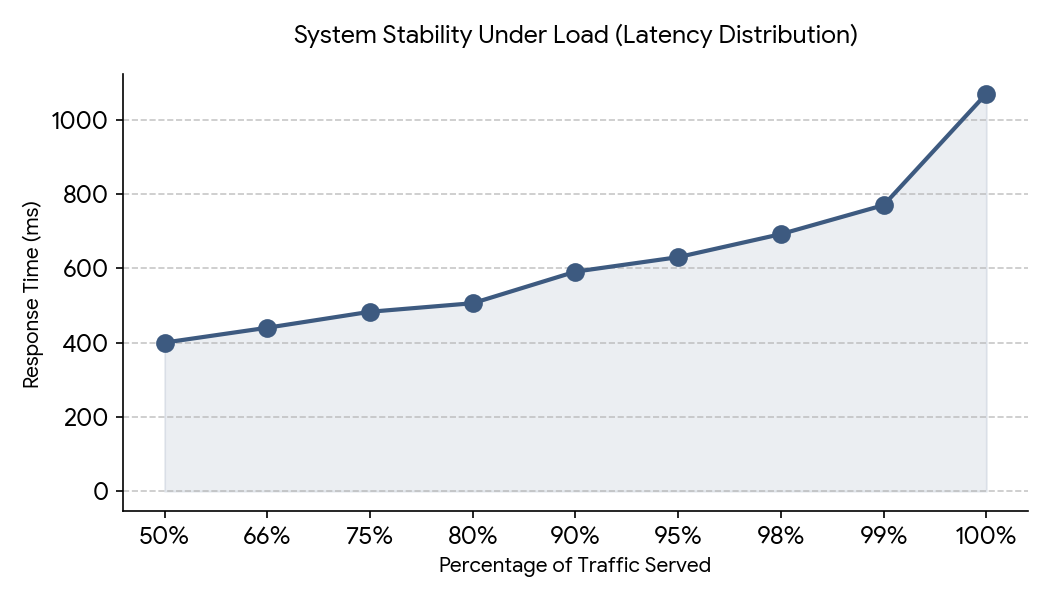 System Stability Under Load (Latency Distribution)
Response Time (ms)
1000
800
600
400
200
0
50% 66% 75% 80% 90% 95% 98% 99% 100%
Percentage of Traffic Served